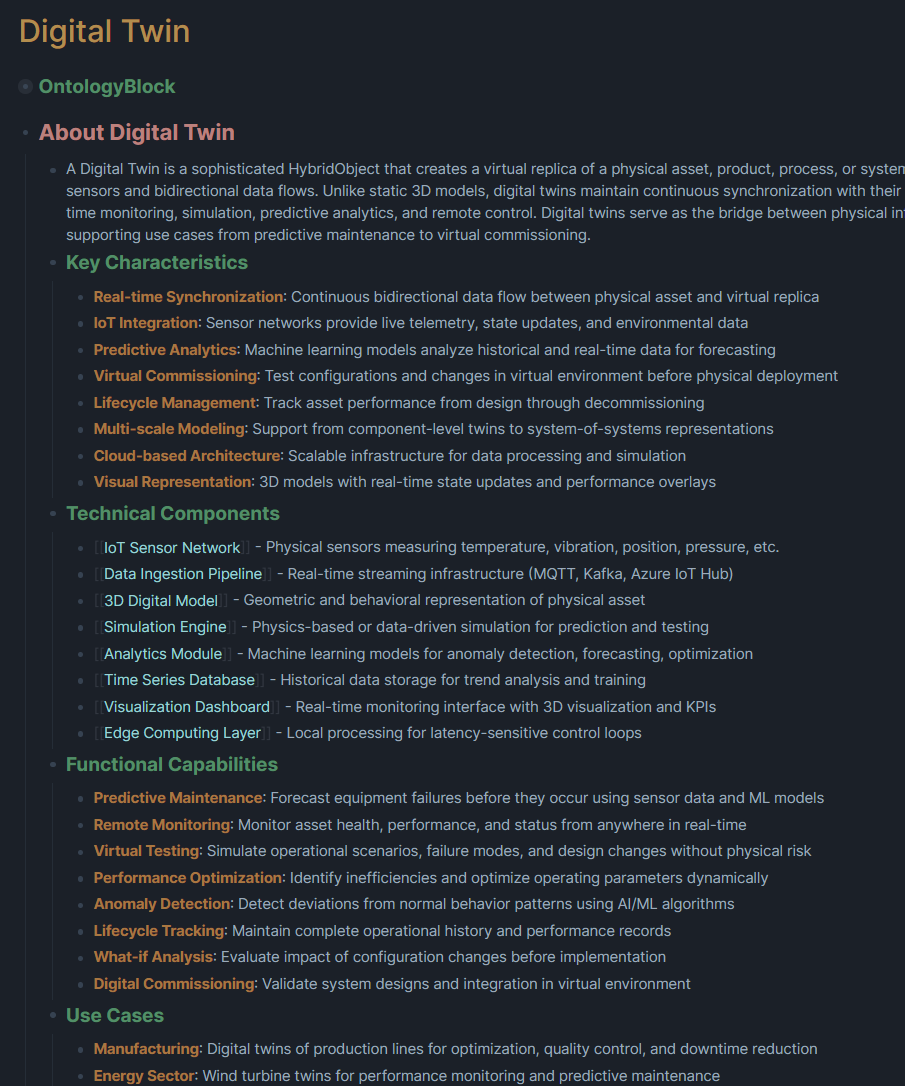 Digital Twin
OntologyBlock
About Digital Twin
A Digital Twin is a sophisticated HybridObject that creates a virtual replica of a physical asset, product, process, or system
sensors and bidirectional data flows. Unlike static 3D models, digital twins maintain continuous synchronization with their
time monitoring, simulation, predictive analytics, and remote control. Digital twins serve as the bridge between physical
supporting use cases from predictive maintenance to virtual commissioning.
Key Characteristics
Real-time Synchronization: Continuous bidirectional data flow between physical asset and virtual replica
IoT Integration: Sensor networks provide live telemetry, state updates, and environmental data
Predictive Analytics: Machine learning models analyze historical and real-time data for forecasting
Virtual Commissioning: Test configurations and changes in virtual environment before physical deployment
Lifecycle Management: Track asset performance from design through decommissioning
Multi-scale Modeling: Support from component-level twins to system-of-systems representations
Cloud-based Architecture: Scalable infrastructure for data processing and simulation
Visual Representation: 3D models with real-time state updates and performance overlays
Technical Components
[[IoT Sensor Network]] - Physical sensors measuring temperature, vibration, position, pressure, etc.
[[Data Ingestion Pipeline]] - Real-time streaming infrastructure (MQTT, Kafka, Azure IoT Hub)
[[3D Digital Model]] - Geometric and behavioral representation of physical asset
[[Simulation Engine]] - Physics-based or data-driven simulation for prediction and testing
[[Analytics Module]] - Machine learning models for anomaly detection, forecasting, optimization
[[Time Series Database]] - Historical data storage for trend analysis and training
[[Visualization Dashboard]] - Real-time monitoring interface with 3D visualization and KPIs
[[Edge Computing Layer]] - Local processing for latency-sensitive control loops
Functional Capabilities
Predictive Maintenance: Forecast equipment failures before they occur using sensor data and ML models
Remote Monitoring: Monitor asset health, performance, and status from anywhere in real-time
Virtual Testing: Simulate operational scenarios, failure modes, and design changes without physical risk
Performance Optimization: Identify inefficiencies and optimize operating parameters dynamically
Anomaly Detection: Detect deviations from normal behavior patterns using AI/ML algorithms
Lifecycle Tracking: Maintain complete operational history and performance records
What-if Analysis: Evaluate impact of configuration changes before implementation
Digital Commissioning: Validate system designs and integration in virtual environment
Use Cases
Manufacturing: Digital twins of production lines for optimization, quality control, and downtime reduction
Energy Sector: Wind turbine twins for performance monitoring and predictive maintenance